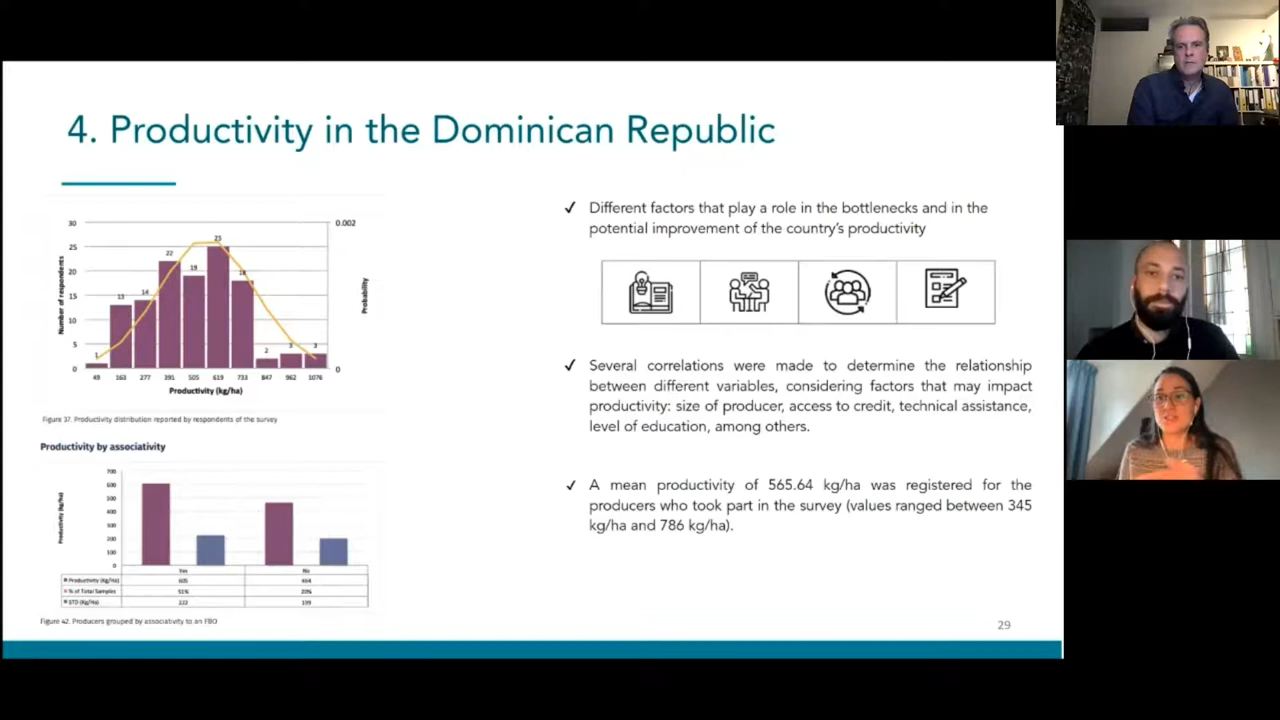 4. Productivity in the Dominican Republic
30
25
20
15
10
5
0
Number of respondents
1
13
14
22
19
25
18
2
3
3
0.002
0
Probability
49 163 277 391 505 619 733 847 962 1076
Productivity (kg/ha)
Figure 37. Productivity distribution reported by respondents of the survey
Productivity by associativity
700
600
500
400
300
200
100
0
Productivity (kg/ha)
Yes No
Productivity (Kg/Ha) 605 464
% of Total Samples 51% 20%
STD (Kg/Ha) 222 199
Figure 42. Producers grouped by associativity to an FBO
✓ Different factors that play a role in the bottlenecks and in the
potential improvement of the country's productivity
✓ Several correlations were made to determine the relationship
between different variables, considering factors that may impact
productivity: size of producer, access to credit, technical assistance,
level of education, among others.
✓ A mean productivity of 565.64 kg/ha was registered for the
producers who took part in the survey (values ranged between 345
kg/ha and 786 kg/ha).
29